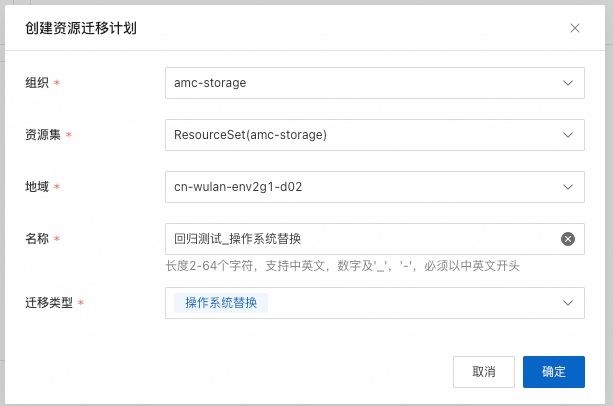 创建资源迁移计划
组织 *
amc-storage
资源集 *
ResourceSet(amc-storage)
地域 *
cn-wulan-env2g1-d02
名称 *
回归测试_操作系统替换
长度2-64个字符，支持中英文，数字及'_'，'-'，必须以中英文开头
迁移类型 *
操作系统替换
取消
确定